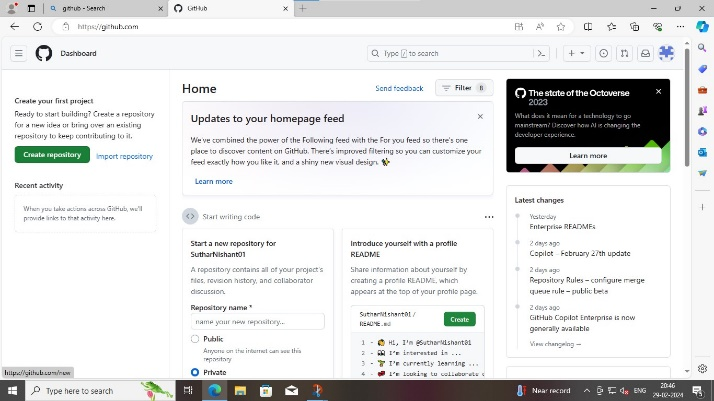 github - Search
GitHub
https://github.com
Dashboard
Type / to search
Create your first project
Ready to start building? Create a repository
for a new idea or bring over an existing
repository to keep contributing to it.
Create repository
Import repository
Recent activity
When you take actions across GitHub, we'll
provide links to that activity here.
Home
Send feedback
Filter 8
Updates to your homepage feed
We've combined the power of the Following feed with the For you feed so there's one
place to discover content on GitHub. There's improved filtering so you can customize your
feed exactly how you like it, and a shiny new visual design.
Learn more
Start writing code
Start a new repository for
SutharNishant01
A repository contains all of your project's
files, revision history, and collaborator
discussion.
Repository name *
name your new repository...
Public
Anyone on the internet can see this
repository
Private
Introduce yourself with a profile
README
Share information about yourself by
creating a profile README, which
appears at the top of your profile page.
SutharNishant01 /
README.md
Create
1 - Hi, I'm @SutharNishant01
2 - I'm interested in ...
3 - I'm currently learning ...
4 - I'm looking to collaborate
The state of the Octoverse
2023
What does it mean for a technology to go
mainstream? Discover how AI is changing the
developer experience.
Learn more
Latest changes
Yesterday
Enterprise READMEs
2 days ago
Copilot – February 27th update
2 days ago
Repository Rules – configure merge
queue rule – public beta
2 days ago
GitHub Copilot Enterprise is now
generally available
View changelog →
https://github.com/new
Type here to search
Near record
ENG
20:46
29-02-2024